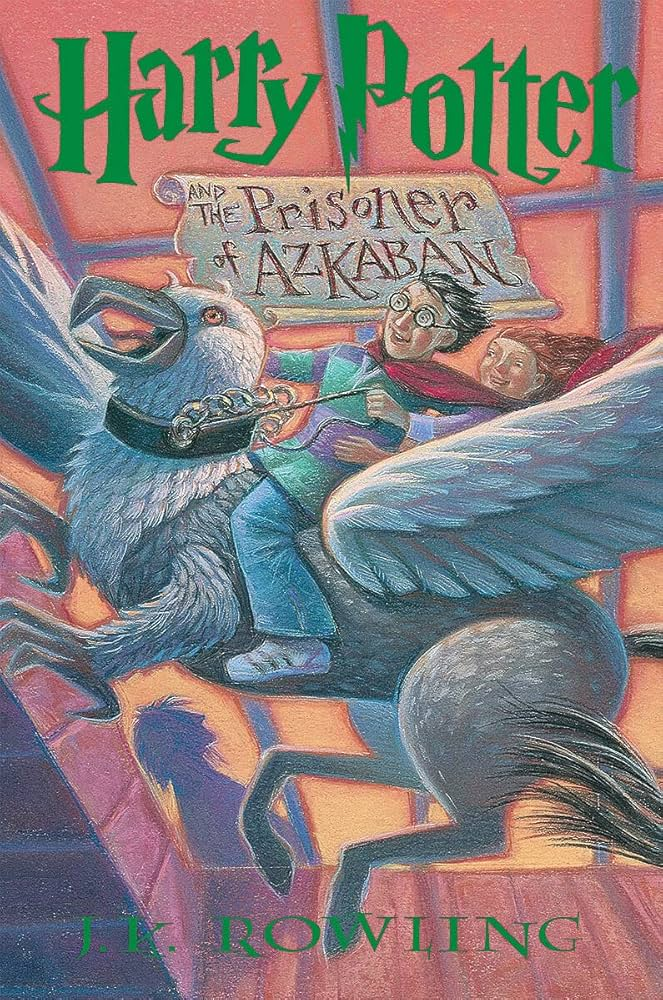 Harry Potter
AND THE Prisoner
of AZKABAN
J.K. ROWLING